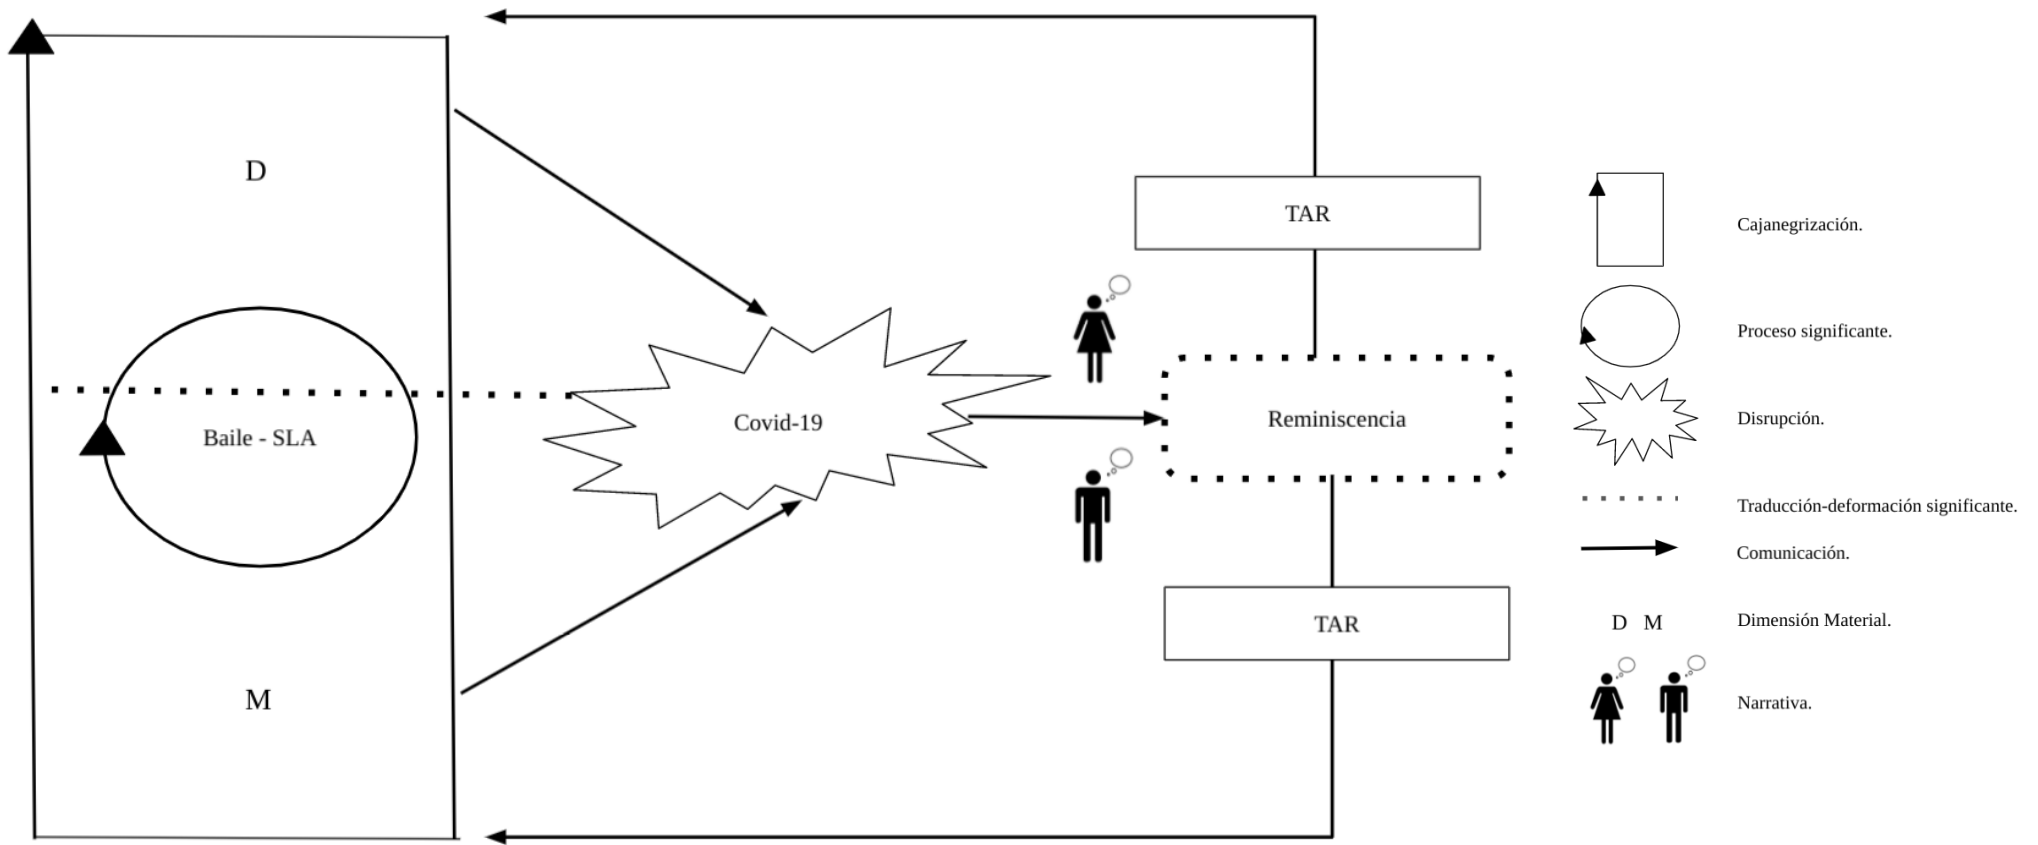 D
Baile - SLA
M
Covid-19
TAR
Reminiscencia
TAR
Cajanegrización.
Proceso significante.
Disrupción.
Traducción-deformación significante.
Comunicación.
D M Dimensión Material.
Narrativa.